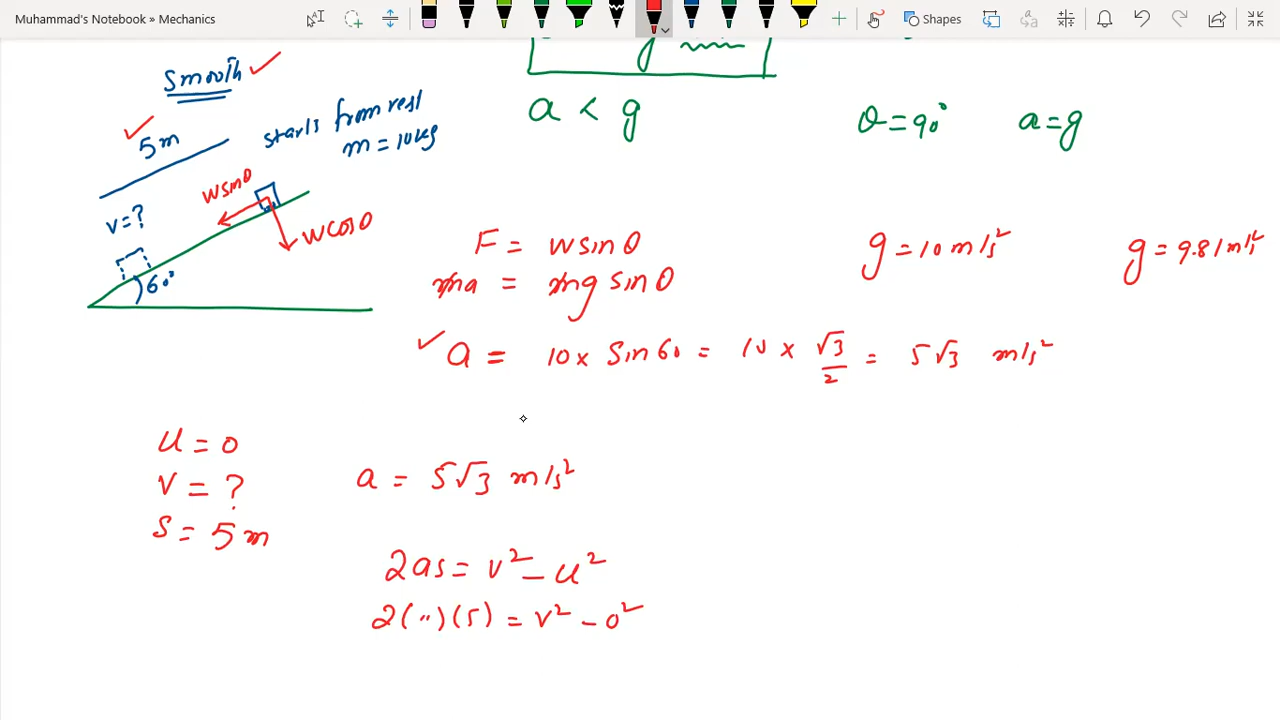 Muhammad's Notebook » Mechanics
Shapes
Smooth
5m
starts from rest
m = 10kg
a < g
θ = 90° a = g
v = ?
wsinθ
wcosθ
60°
F = wsinθ
ma = mg sinθ
g = 10 m/s²
g = 9.81 m/s²
a = 10 x Sin 60 = 10 x √3/2 = 5√3 m/s²
u = 0
v = ?
s = 5m
a = 5√3 m/s²
2as = v² - u²
2(")(5) = v² - 0²